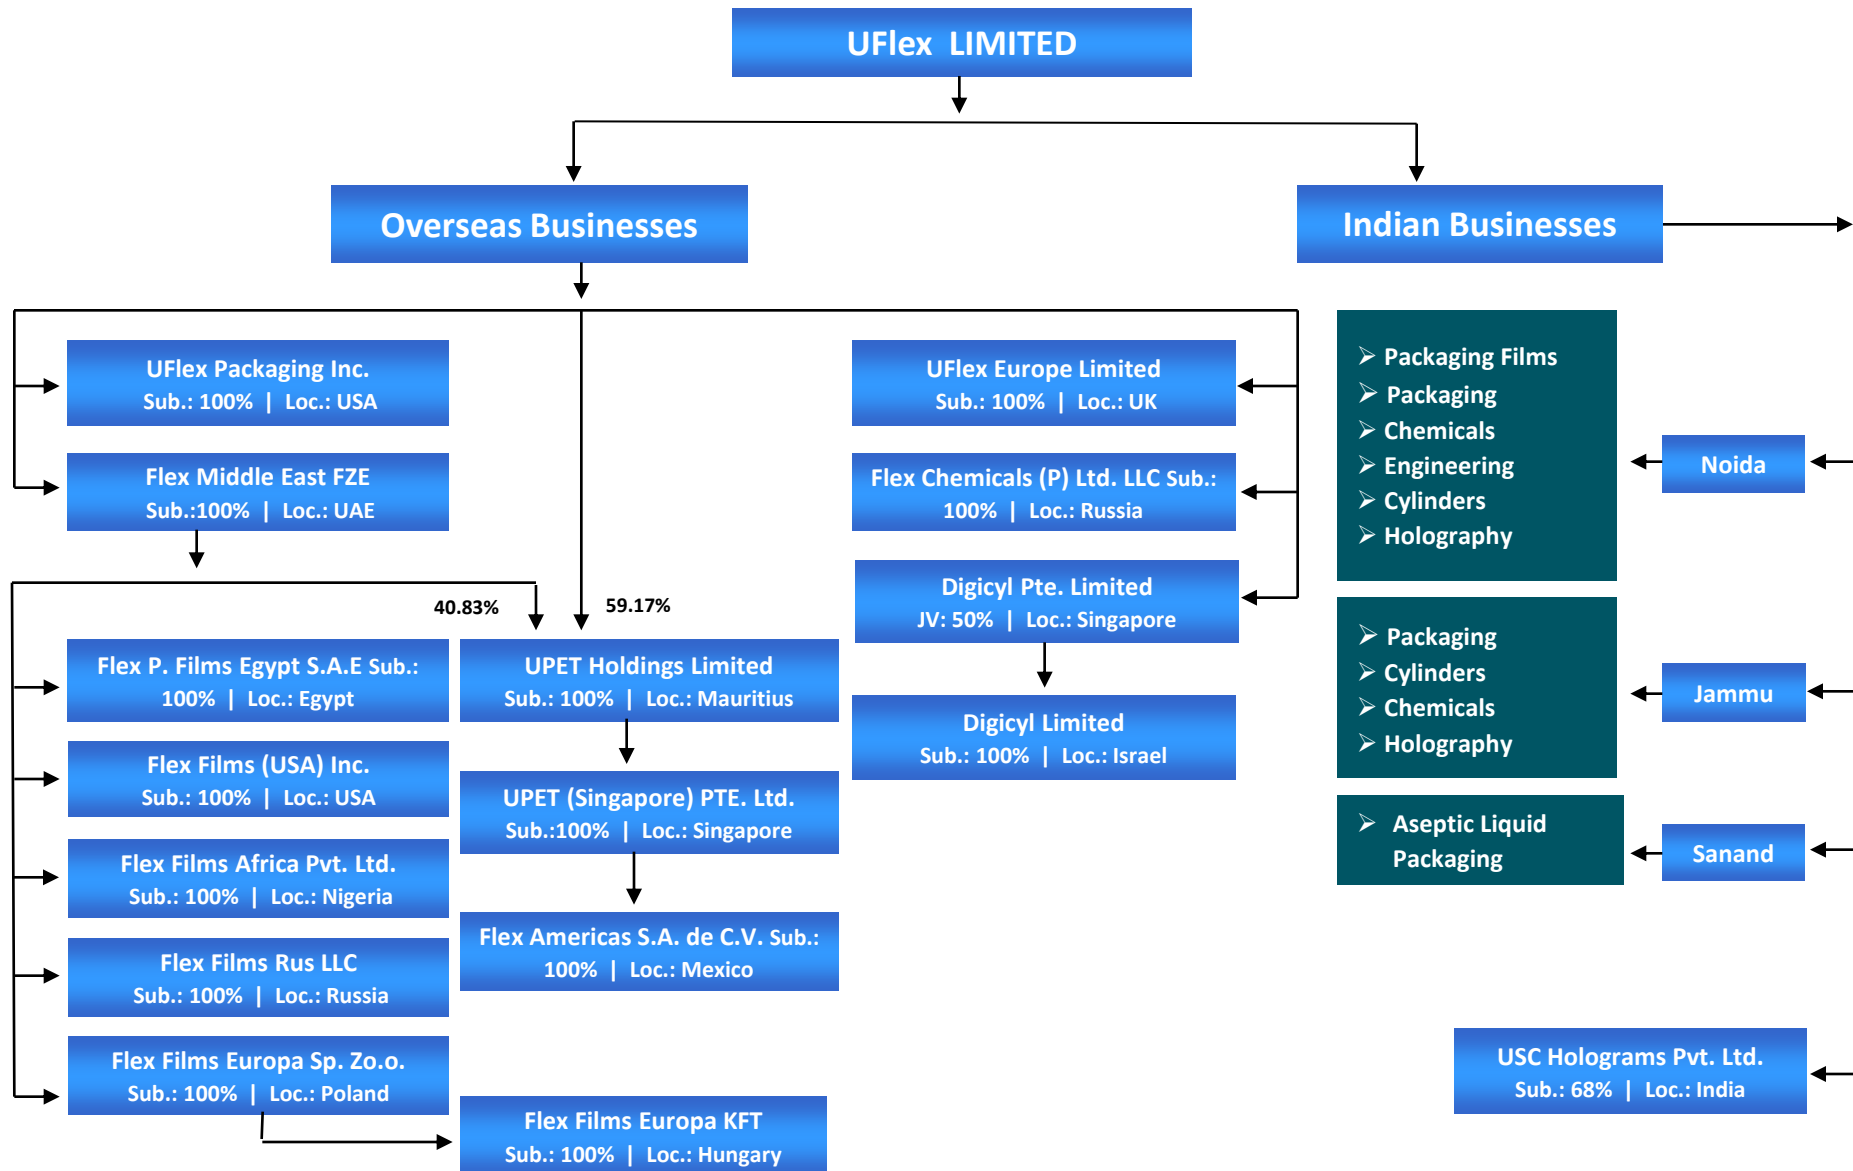 UFlex LIMITED
Overseas Businesses
Indian Businesses
UFlex Packaging Inc.
Sub.: 100% | Loc.: USA
Flex Middle East FZE
Sub.:100% | Loc.: UAE
40.83%
59.17%
Flex P. Films Egypt S.A.E Sub.:
100% | Loc.: Egypt
Flex Films (USA) Inc.
Sub.: 100% | Loc.: USA
Flex Films Africa Pvt. Ltd.
Sub.: 100% | Loc.: Nigeria
Flex Films Rus LLC
Sub.: 100% | Loc.: Russia
Flex Films Europa Sp. Zo.o.
Sub.: 100% | Loc.: Poland
Flex Films Europa KFT
Sub.: 100% | Loc.: Hungary
UPET Holdings Limited
Sub.: 100% | Loc.: Mauritius
UPET (Singapore) PTE. Ltd.
Sub.:100% | Loc.: Singapore
Flex Americas S.A. de C.V. Sub.:
100% | Loc.: Mexico
UFlex Europe Limited
Sub.: 100% | Loc.: UK
Flex Chemicals (P) Ltd. LLC Sub.:
100% | Loc.: Russia
Digicyl Pte. Limited
JV: 50% | Loc.: Singapore
Digicyl Limited
Sub.: 100% | Loc.: Israel
➢ Packaging Films
➢ Packaging
➢ Chemicals
➢ Engineering
➢ Cylinders
➢ Holography
Noida
➢ Packaging
➢ Cylinders
➢ Chemicals
➢ Holography
Jammu
➢ Aseptic Liquid
Packaging
Sanand
USC Holograms Pvt. Ltd.
Sub.: 68% | Loc.: India